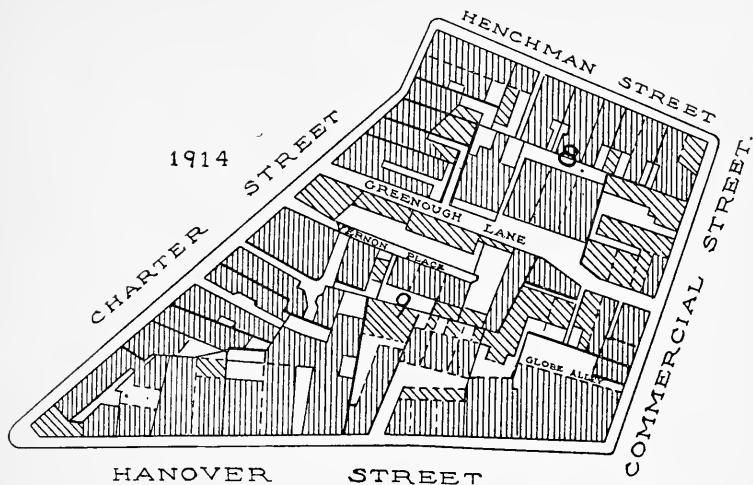 HENCHMAN STREET
1914
CHARTER STREET
8.
GREENOUGH LANE
VERNON PLACE
9
GLOBE ALLEY
COMMERCIAL STREET.
HANOVER STREET